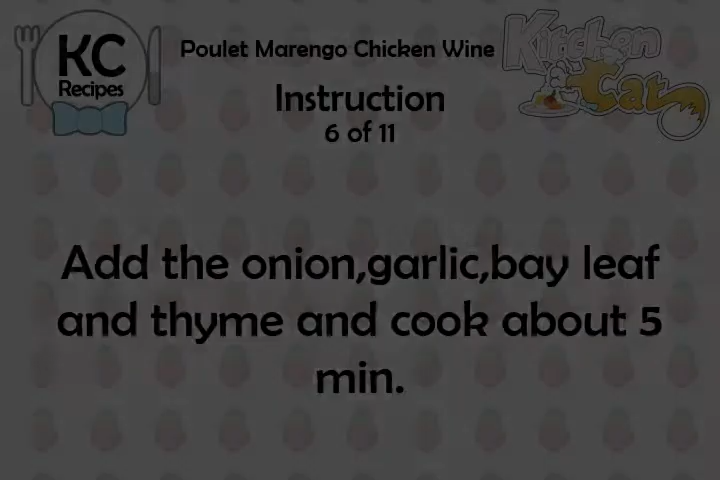 KC
Recipes
Poulet Marengo Chicken Wine
Kitchen
Cat
Instruction
6 of 11
Add the onion,garlic,bay leaf
and thyme and cook about 5
min.